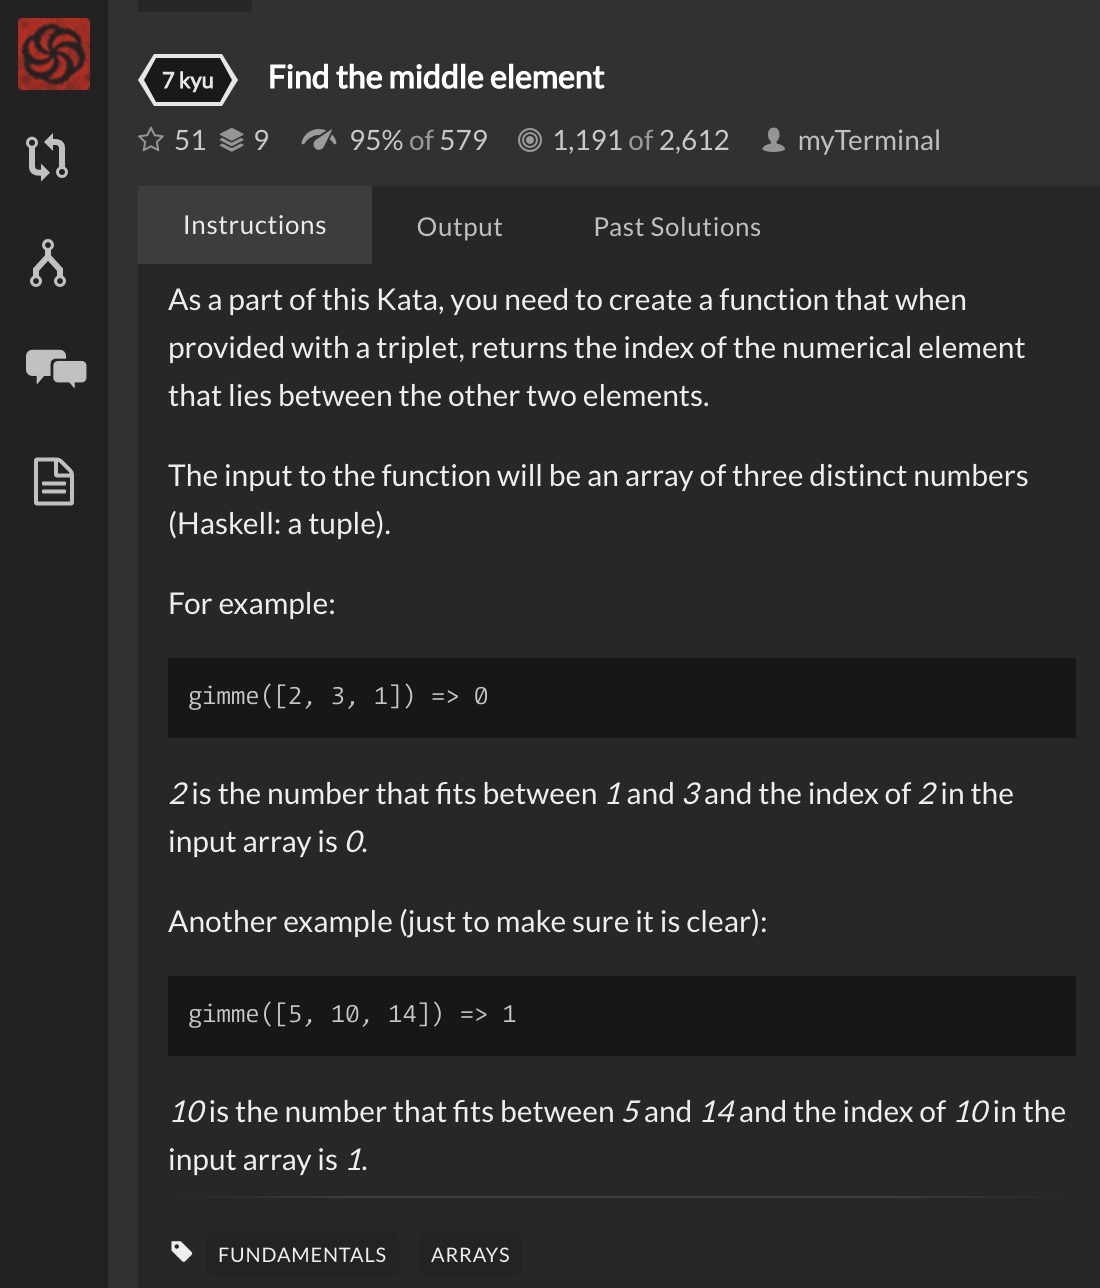 7 kyu
Find the middle element
51 9 95% of 579 1,191 of 2,612 myTerminal
Instructions Output Past Solutions
As a part of this Kata, you need to create a function that when
provided with a triplet, returns the index of the numerical element
that lies between the other two elements.
The input to the function will be an array of three distinct numbers
(Haskell: a tuple).
For example:
gimme([2, 3, 1]) => 0
2 is the number that fits between 1 and 3 and the index of 2 in the
input array is 0.
Another example (just to make sure it is clear):
gimme([5, 10, 14]) => 1
10 is the number that fits between 5 and 14 and the index of 10 in the
input array is 1.
FUNDAMENTALS ARRAYS